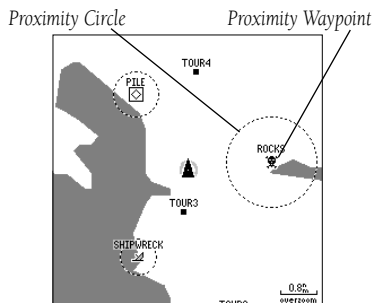 Proximity Circle
Proximity Waypoint
TOUR4
PILE
ROCKS
TOUR3
SHIPWRECK
0.8
overzoom